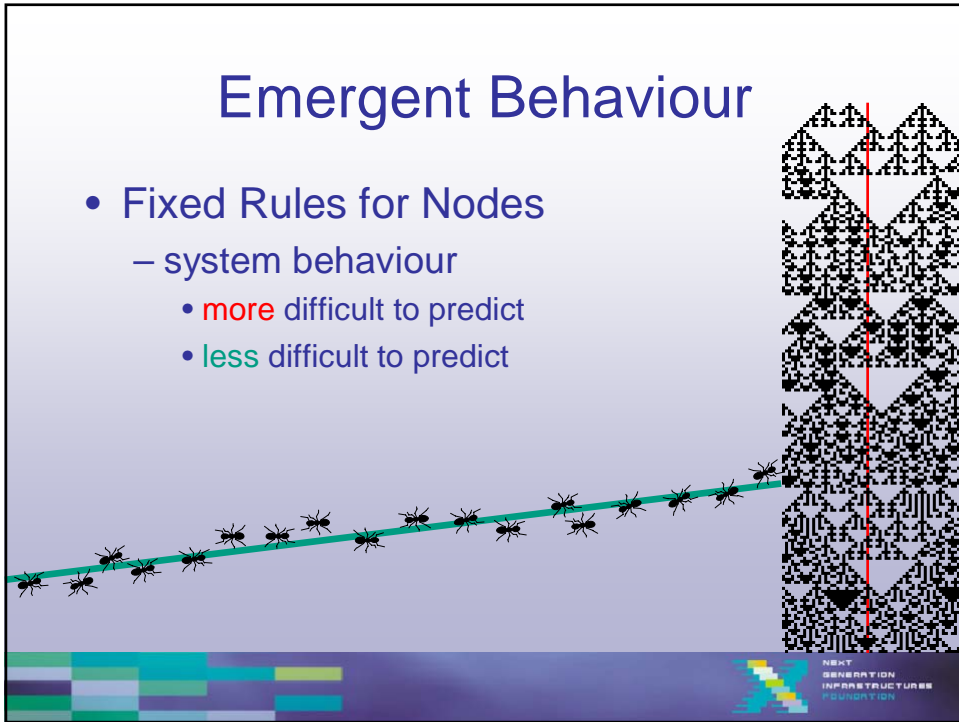 Emergent Behaviour
• Fixed Rules for Nodes
– system behaviour
• more difficult to predict
• less difficult to predict
NEXT
GENERATION
INFRASTRUCTURES
FOUNDATION